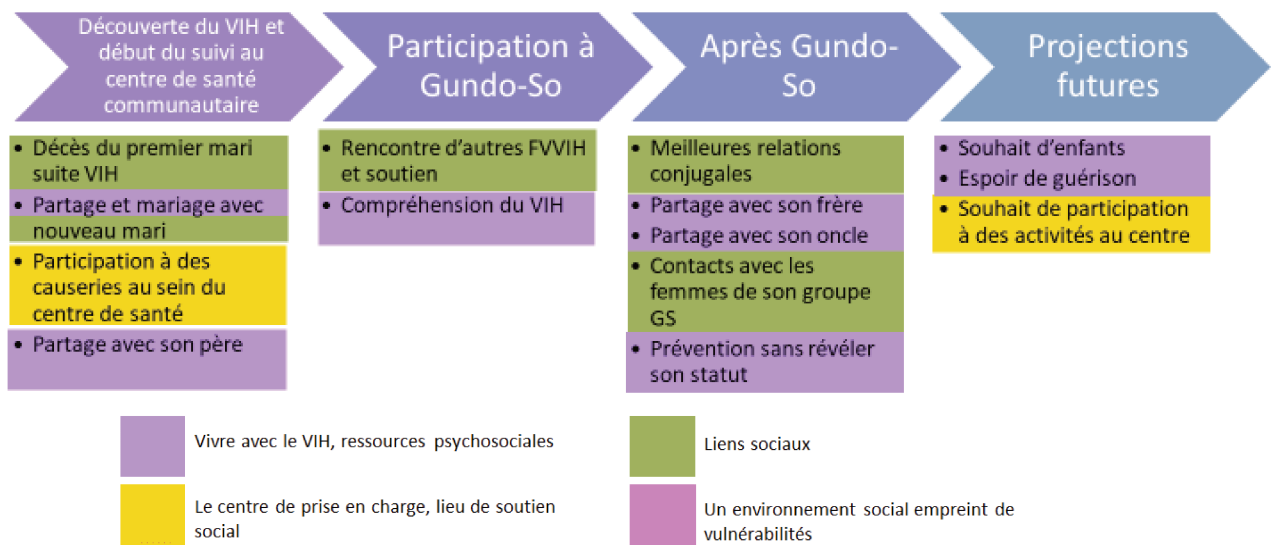 Découverte du VIH et
début du suivi au
centre de santé
communautaire
Participation à
Gundo-So
Après Gundo-
So
Projections
futures
• Décès du premier mari
suite VIH
• Partage et mariage avec
nouveau mari
• Participation à des
causeries au sein du
centre de santé
• Partage avec son père
• Rencontre d'autres FVVIH
et soutien
• Compréhension du VIH
• Meilleures relations
conjugales
• Partage avec son frère
• Partage avec son oncle
• Contacts avec les
femmes de son groupe
GS
• Prévention sans révéler
son statut
• Souhait d'enfants
• Espoir de guérison
• Souhait de participation
à des activités au centre
Vivre avec le VIH, ressources psychosociales
Liens sociaux
Le centre de prise en charge, lieu de soutien
social
Un environnement social empreint de
vulnérabilités